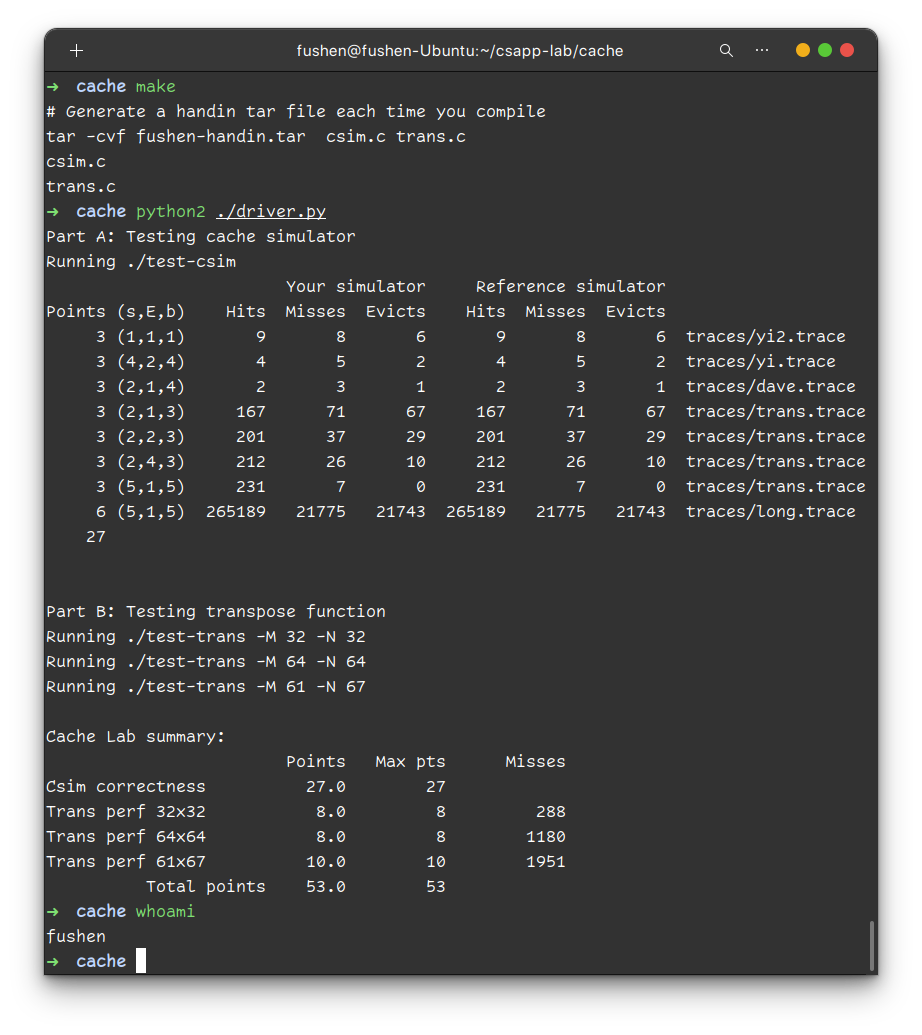 fushen@fushen-Ubuntu:~/csapp-lab/cache
➜  cache make
# Generate a handin tar file each time you compile
tar -cvf fushen-handin.tar  csim.c trans.c
csim.c
trans.c
➜  cache python2 ./driver.py
Part A: Testing cache simulator
Running ./test-csim
                        Your simulator     Reference simulator
Points (s,E,b)    Hits  Misses  Evicts    Hits  Misses  Evicts
     3 (1,1,1)       9       8       6       9       8       6  traces/yi2.trace
     3 (4,2,4)       4       5       2       4       5       2  traces/yi.trace
     3 (2,1,4)       2       3       1       2       3       1  traces/dave.trace
     3 (2,1,3)     167      71      67     167      71      67  traces/trans.trace
     3 (2,2,3)     201      37      29     201      37      29  traces/trans.trace
     3 (2,4,3)     212      26      10     212      26      10  traces/trans.trace
     3 (5,1,5)     231       7       0     231       7       0  traces/trans.trace
     6 (5,1,5)  265189   21775   21743  265189   21775   21743  traces/long.trace
    27
Part B: Testing transpose function
Running ./test-trans -M 32 -N 32
Running ./test-trans -M 64 -N 64
Running ./test-trans -M 61 -N 67
Cache Lab summary:
                        Points   Max pts      Misses
Csim correctness          27.0        27
Trans perf 32x32           8.0         8         288
Trans perf 64x64           8.0         8        1180
Trans perf 61x67          10.0        10        1951
          Total points    53.0        53
➜  cache whoami
fushen
➜  cache